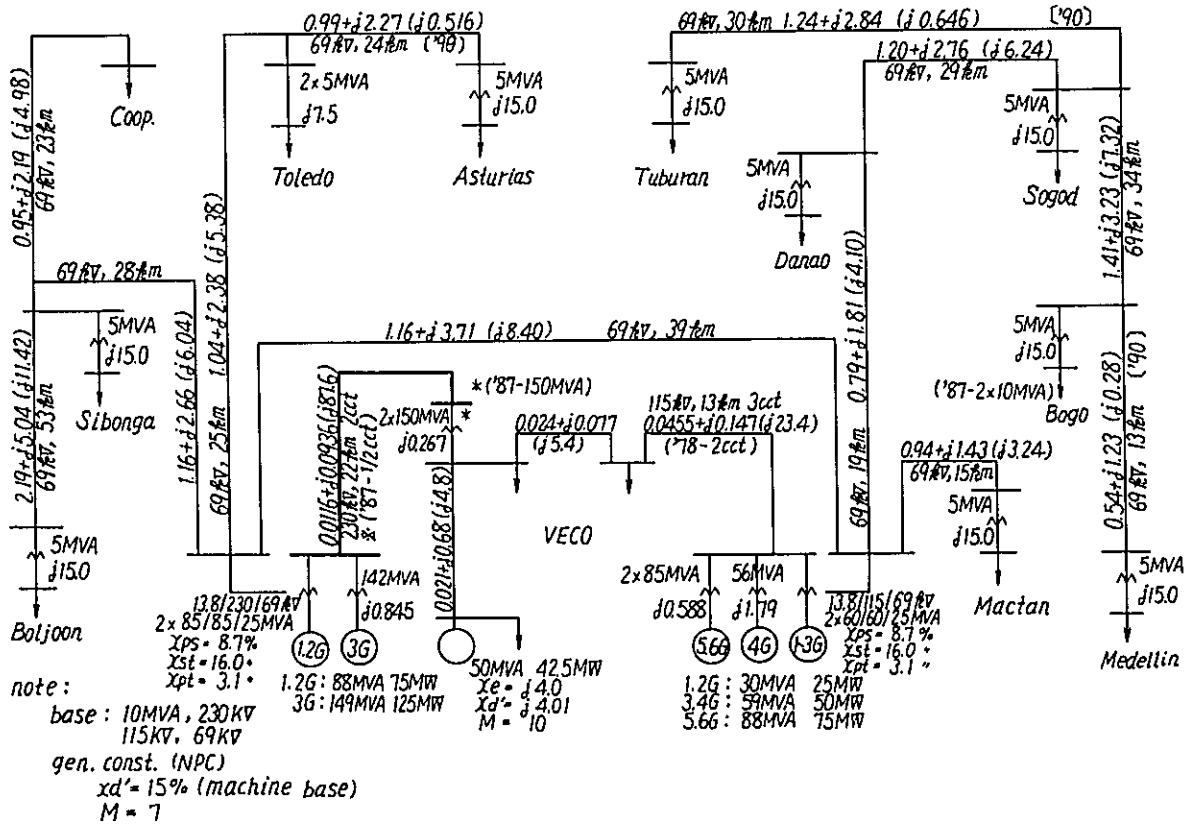 0.99+j2.27 (j0.516)
69kV, 24km ('90)
69kV, 30km 1.24+j2.84 (j0.646) ['90)
1.20+j2.76 (j6.24)
69kV, 29km
0.95+j2.19 (j4.98)
69kV, 23km
Coop.
2×5MVA
j7.5
Toledo
5MVA
j15.0
Asturias
5MVA
j15.0
Tuburan
5MVA
j15.0
Sogod
5MVA
j15.0
Danao
1.41+j3.23 (j7.32)
69kV, 34km
69kV, 28km
1.04+j2.38 (j5.38)
69kV, 25km
1.16+j2.66 (j6.04)
5MVA
j15.0
Sibonga
2.19+j5.04 (j11.42)
69kV, 53km
1.16+j3.71 (j8.40) 69kV, 39km
0.79+j1.81 (j4.10)
69kV, 19km
5MVA
j15.0
('87-2×10MVA)
Bogo
0.0116+j0.0936 (j87.6)
230kV, 22km 2cct
※('87-1/2cct)
*('87-150MVA)
2×150MVA *
j0.267
0.024+j0.077
(j5.4)
115kV, 13km 3cct
0.0455+j0.147(j23.4)
('78-2cct)
VECO
0.021+j0.68(j4.8)
0.94+j1.43 (j3.24)
69kV, 15km
5MVA
j15.0
Mactan
0.54+j1.23 (j0.28)
69kV, 13km ('90)
5MVA
j15.0
Medellin
5MVA
j15.0
Boljoon
13.8/230/69kV
2×85/85/25MVA
Xps = 8.7%
Xst = 16.0 "
Xpt = 3.1 "
142MVA
j0.845
1.2G
3G
1.2G: 88MVA 75MW
3G: 149MVA 125MW
50MVA 42.5MW
Xe = j4.0
Xd'= j4.01
M = 10
2×85MVA
j0.588
56MVA
j1.79
5.6G
4G
1-3G
1.2G: 30MVA 25MW
3.4G: 59MVA 50MW
5.6G: 88MVA 75MW
13.8/115/69kV
2×60/60/25MVA
Xps = 8.7%
Xst = 16.0 "
Xpt = 3.1 "
note:
base: 10MVA, 230KV
115KV, 69KV
gen. const. (NPC)
xd'= 15% (machine base)
M = 7